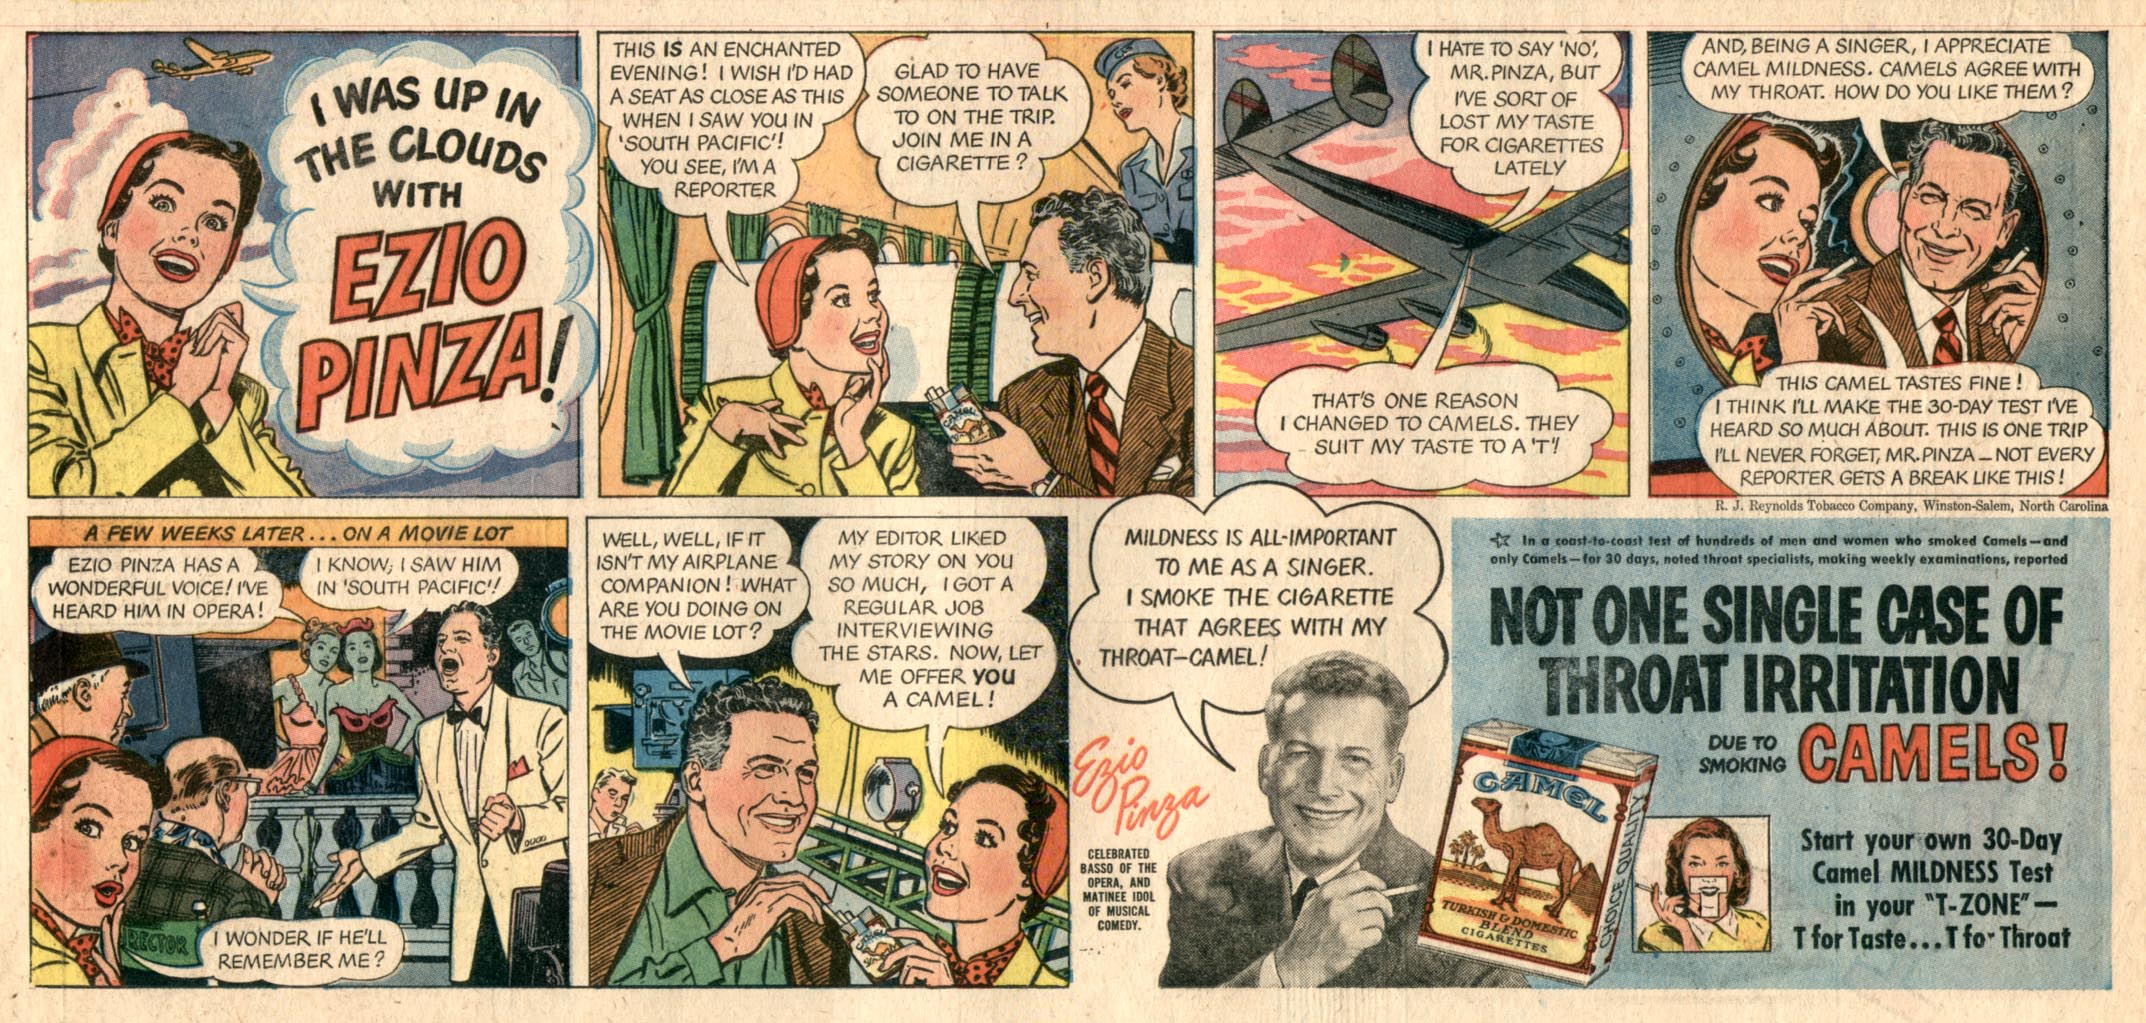 I WAS UP IN
THE CLOUDS
WITH
EZIO
PINZA!
THIS IS AN ENCHANTED
EVENING! I WISH I'D HAD
A SEAT AS CLOSE AS THIS
WHEN I SAW YOU IN
'SOUTH PACIFIC'!
YOU SEE, I'M A
REPORTER
GLAD TO HAVE
SOMEONE TO TALK
TO ON THE TRIP.
JOIN ME IN A
CIGARETTE?
CAMEL
I HATE TO SAY 'NO',
MR. PINZA, BUT
I'VE SORT OF
LOST MY TASTE
FOR CIGARETTES
LATELY
THAT'S ONE REASON
I CHANGED TO CAMELS. THEY
SUIT MY TASTE TO A 'T'!
AND, BEING A SINGER, I APPRECIATE
CAMEL MILDNESS. CAMELS AGREE WITH
MY THROAT. HOW DO YOU LIKE THEM?
THIS CAMEL TASTES FINE!
I THINK I'LL MAKE THE 30-DAY TEST I'VE
HEARD SO MUCH ABOUT. THIS IS ONE TRIP
I'LL NEVER FORGET, MR. PINZA — NOT EVERY
REPORTER GETS A BREAK LIKE THIS!
R. J. Reynolds Tobacco Company, Winston-Salem, North Carolina
A FEW WEEKS LATER... ON A MOVIE LOT
EZIO PINZA HAS A
WONDERFUL VOICE! I'VE
HEARD HIM IN OPERA!
I KNOW; I SAW HIM
IN 'SOUTH PACIFIC'!
RECTOR
I WONDER IF HE'LL
REMEMBER ME?
WELL, WELL, IF IT
ISN'T MY AIRPLANE
COMPANION! WHAT
ARE YOU DOING ON
THE MOVIE LOT?
MY EDITOR LIKED
MY STORY ON YOU
SO MUCH, I GOT A
REGULAR JOB
INTERVIEWING
THE STARS. NOW, LET
ME OFFER YOU
A CAMEL!
CAMEL
MILDNESS IS ALL-IMPORTANT
TO ME AS A SINGER.
I SMOKE THE CIGARETTE
THAT AGREES WITH MY
THROAT—CAMEL!
Ezio
Pinza
CELEBRATED
BASSO OF THE
OPERA, AND
MATINEE IDOL
OF MUSICAL
COMEDY.
☆ In a coast-to-coast test of hundreds of men and women who smoked Camels—and
only Camels—for 30 days, noted throat specialists, making weekly examinations, reported
NOT ONE SINGLE CASE OF
THROAT IRRITATION
DUE TO
SMOKING
CAMELS!
CAMEL
TURKISH & DOMESTIC
BLEND
CIGARETTES
CHOICE QUALITY
Start your own 30-Day
Camel MILDNESS Test
in your "T-ZONE"—
T for Taste...T for Throat